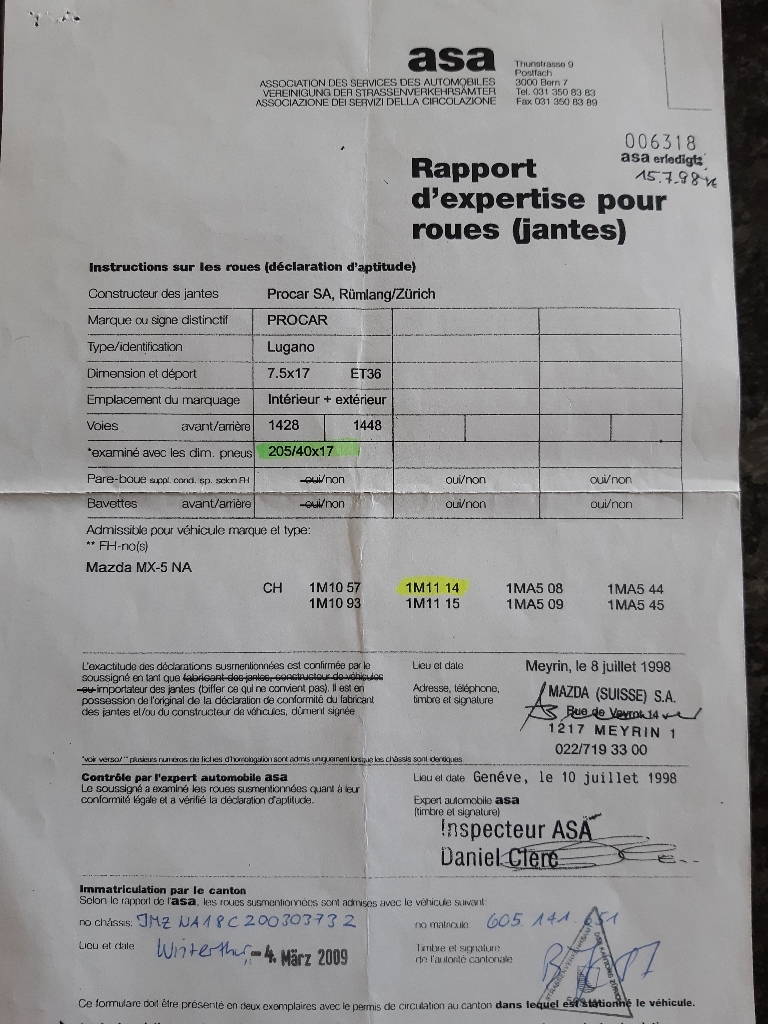 asa
ASSOCIATION DES SERVICES DES AUTOMOBILES
VEREINIGUNG DER STRASSENVERKEHRSÄMTER
ASSOCIAZIONE DEI SERVIZI DELLA CIRCOLAZIONE
Thunstrasse 9
Postfach
3000 Bern 7
Tel. 031 350 83 83
Fax 031 350 83 89
006318
asa erledigt:
15.7.98
Rapport
d'expertise pour
roues (jantes)
Instructions sur les roues (déclaration d'aptitude)
Constructeur des jantes Procar SA, Rümlang/Zürich
Marque ou signe distinctif PROCAR
Type/identification Lugano
Dimension et déport 7.5x17 ET36
Emplacement du marquage Intérieur + extérieur
Voies avant/arrière 1428 1448
*examiné avec les dim. pneus 205/40x17
Pare-boue suppl. cond. sp. selon FH oui/non oui/non oui/non
Bavettes avant/arrière oui/non oui/non oui/non
Admissible pour véhicule marque et type:
** FH-no(s)
Mazda MX-5 NA
CH 1M10 57 1M11 14 1MA5 08 1MA5 44
1M10 93 1M11 15 1MA5 09 1MA5 45
L'exactitude des déclarations susmentionnées est confirmée par le
soussigné en tant que fabricant des jantes, constructeur de véhicules
ou importateur des jantes (biffer ce qui ne convient pas). Il est en
possession de l'original de la déclaration de conformité du fabricant
des jantes et/ou du constructeur de véhicules, dûment signée.
Lieu et date Meyrin, le 8 juillet 1998
Adresse, téléphone,
timbre et signature
MAZDA (SUISSE) S.A.
Rue de Veyrot 14
1217 MEYRIN 1
022/719 33 00
*voir verso/** plusieurs numéros de fiches d'homologation sont admis uniquement lorsque les châssis sont identiques.
Contrôle par l'expert automobile asa
Le soussigné a examiné les roues susmentionnées quant à leur
conformité légale et a vérifié la déclaration d'aptitude.
Lieu et date Genéve, le 10 juillet 1998
Expert automobile asa
(timbre et signature)
Inspecteur ASA
Daniel Clerc
Immatriculation par le canton
Selon le rapport de l'asa, les roues susmentionnées sont admises avec le véhicule suivant:
no châssis: JMZ NA18C200303732
no matricule 605.141.651
Lieu et date Winterthur, - 4. März 2009
Timbre et signature
de l'autorité cantonale
Ce formulaire doit être présenté en deux exemplaires avec le permis de circulation au canton dans lequel est stationné le véhicule.